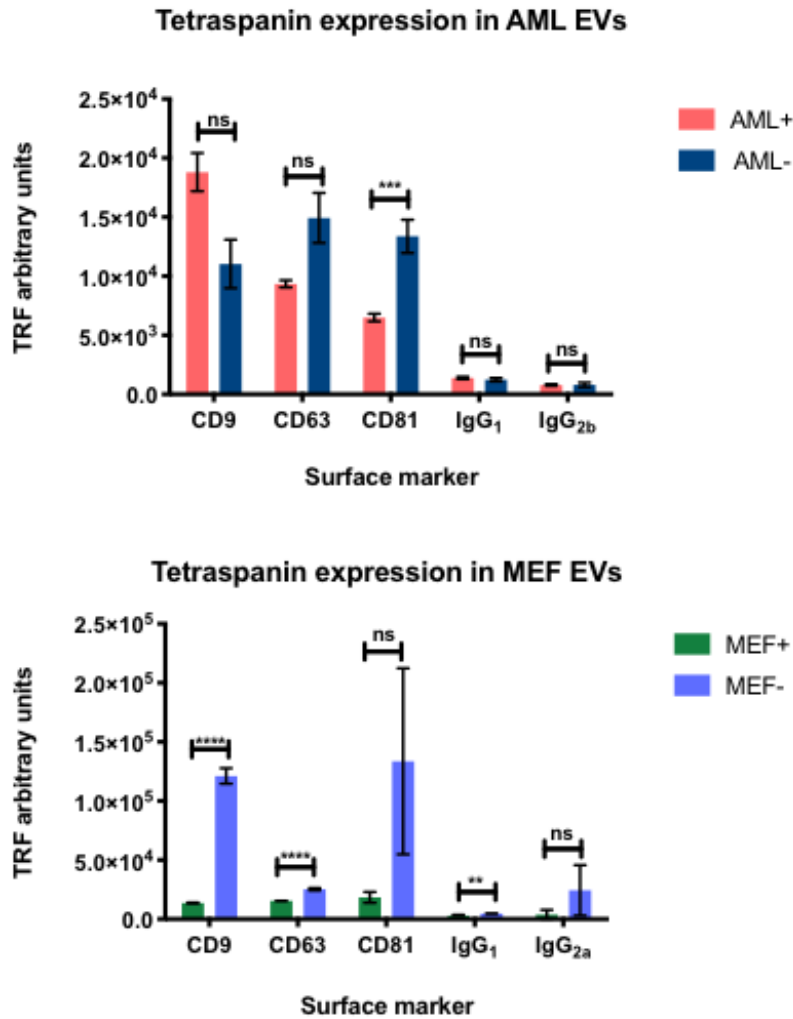 Tetraspanin expression in AML EVs
2.5×10⁴
2.0×10⁴
1.5×10⁴
1.0×10⁴
5.0×10³
0.0
TRF arbitrary units
ns
ns
***
ns
ns
CD9 CD63 CD81 IgG₁ IgG₂b
Surface marker
AML+
AML-
Tetraspanin expression in MEF EVs
2.5×10⁵
2.0×10⁵
1.5×10⁵
1.0×10⁵
5.0×10⁴
0.0
TRF arbitrary units
****
****
ns
**
ns
CD9 CD63 CD81 IgG₁ IgG₂a
Surface marker
MEF+
MEF-